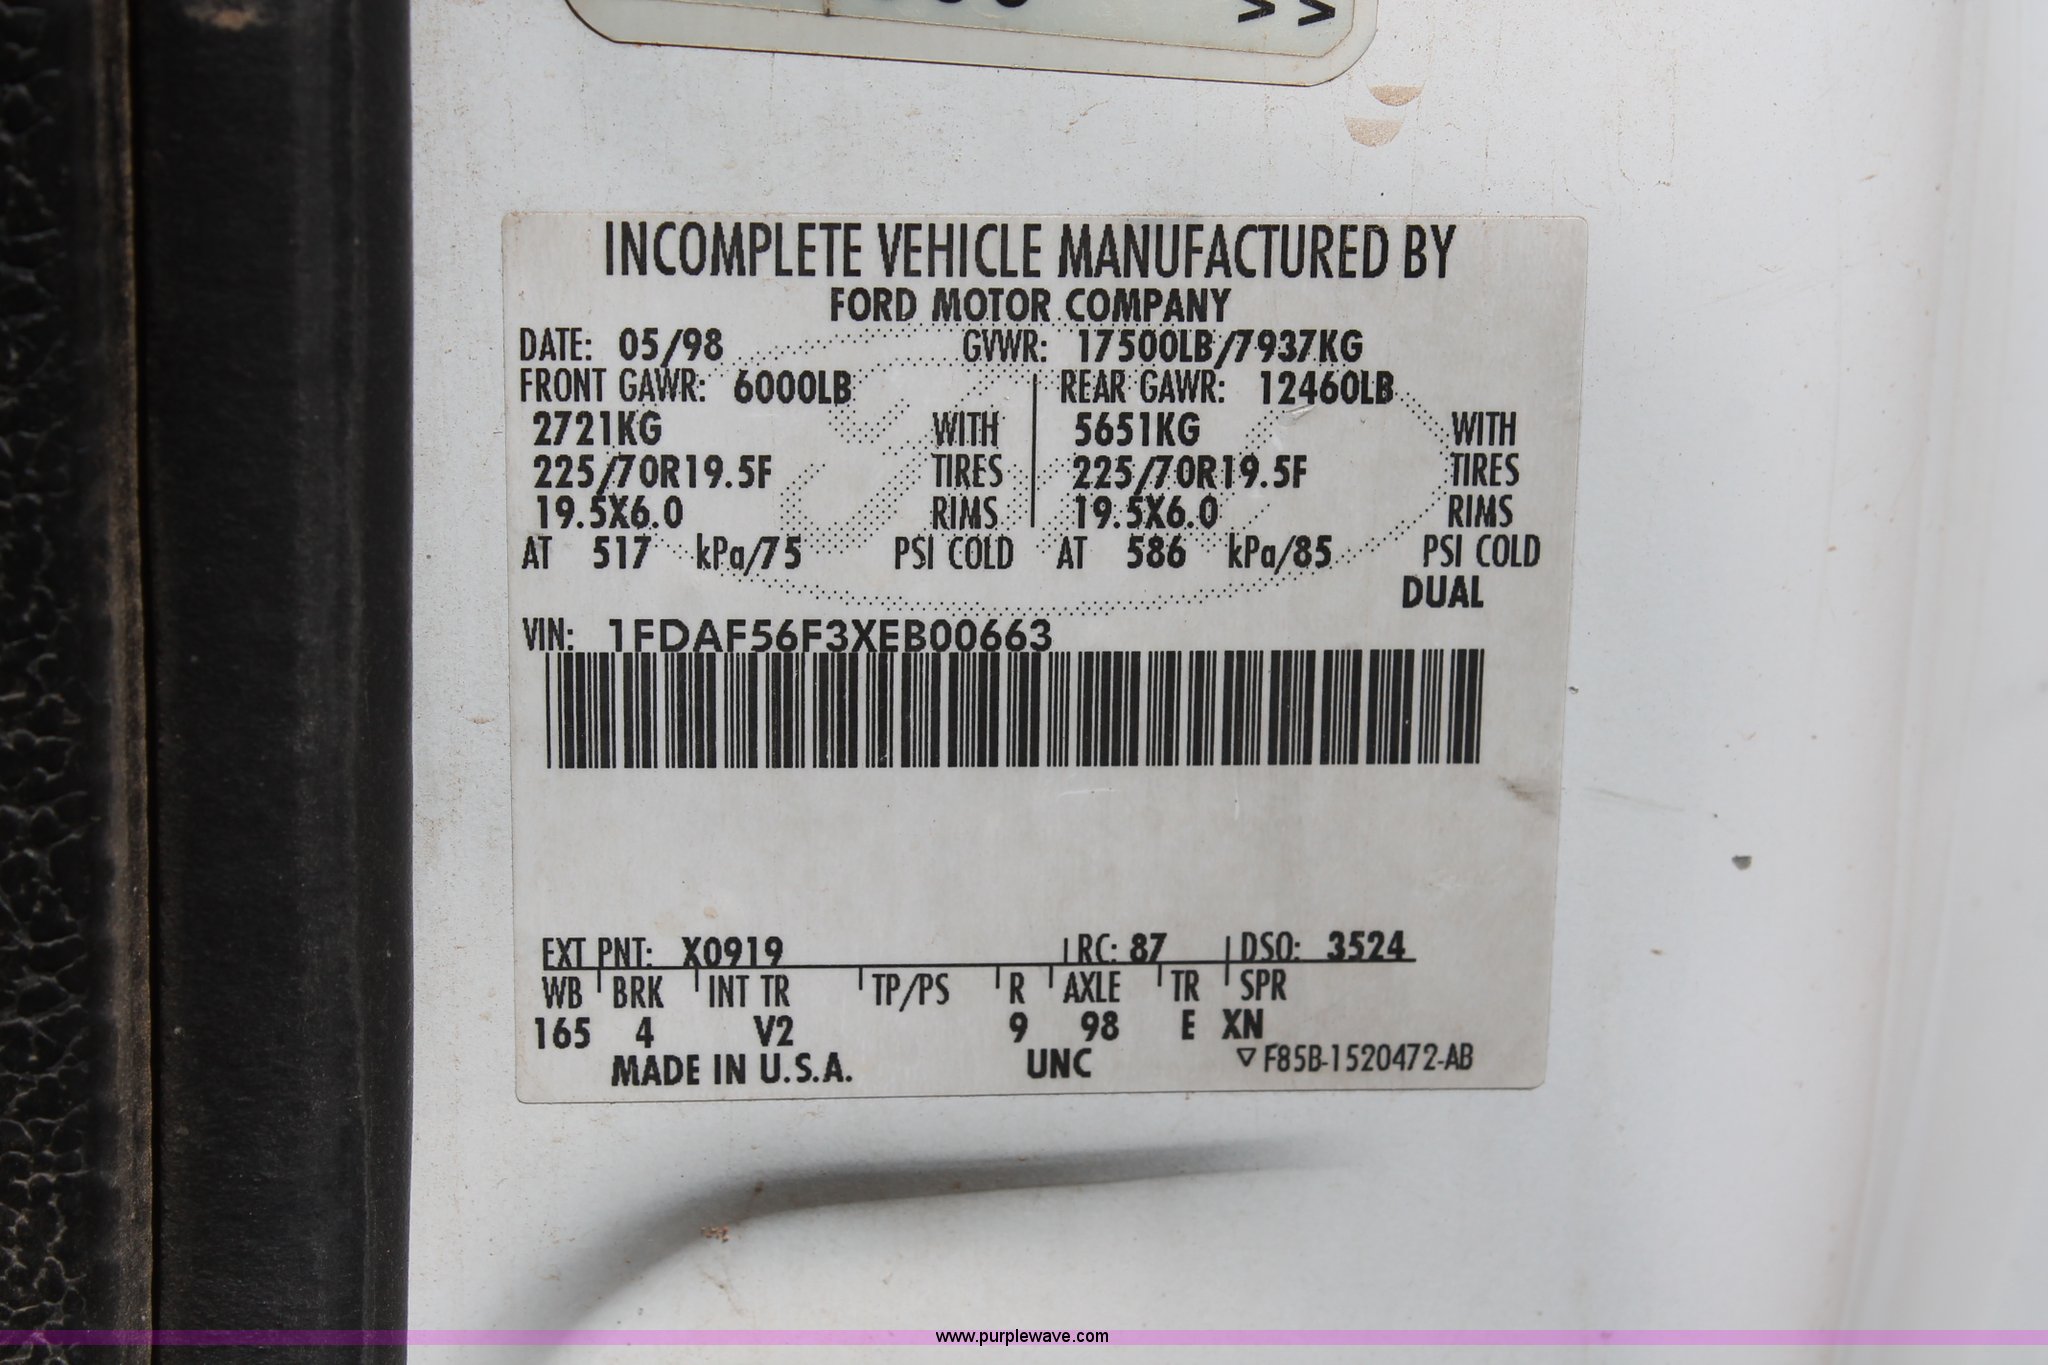 INCOMPLETE VEHICLE MANUFACTURED BY
FORD MOTOR COMPANY
DATE: 05/98 GVWR: 17500LB/7937KG
FRONT GAWR: 6000LB REAR GAWR: 12460LB
2721KG WITH 5651KG WITH
225/70R19.5F TIRES 225/70R19.5F TIRES
19.5X6.0 RIMS 19.5X6.0 RIMS
AT 517 kPa/75 PSI COLD AT 586 kPa/85 PSI COLD
DUAL
VIN: 1FDAF56F3XEB00663
EXT PNT: X0919 RC: 87 DSO: 3524
WB BRK INT TR TP/PS R AXLE TR SPR
165 4 V2 9 98 E XN
MADE IN U.S.A. UNC ▽ F85B-1520472-AB
www.purplewave.com